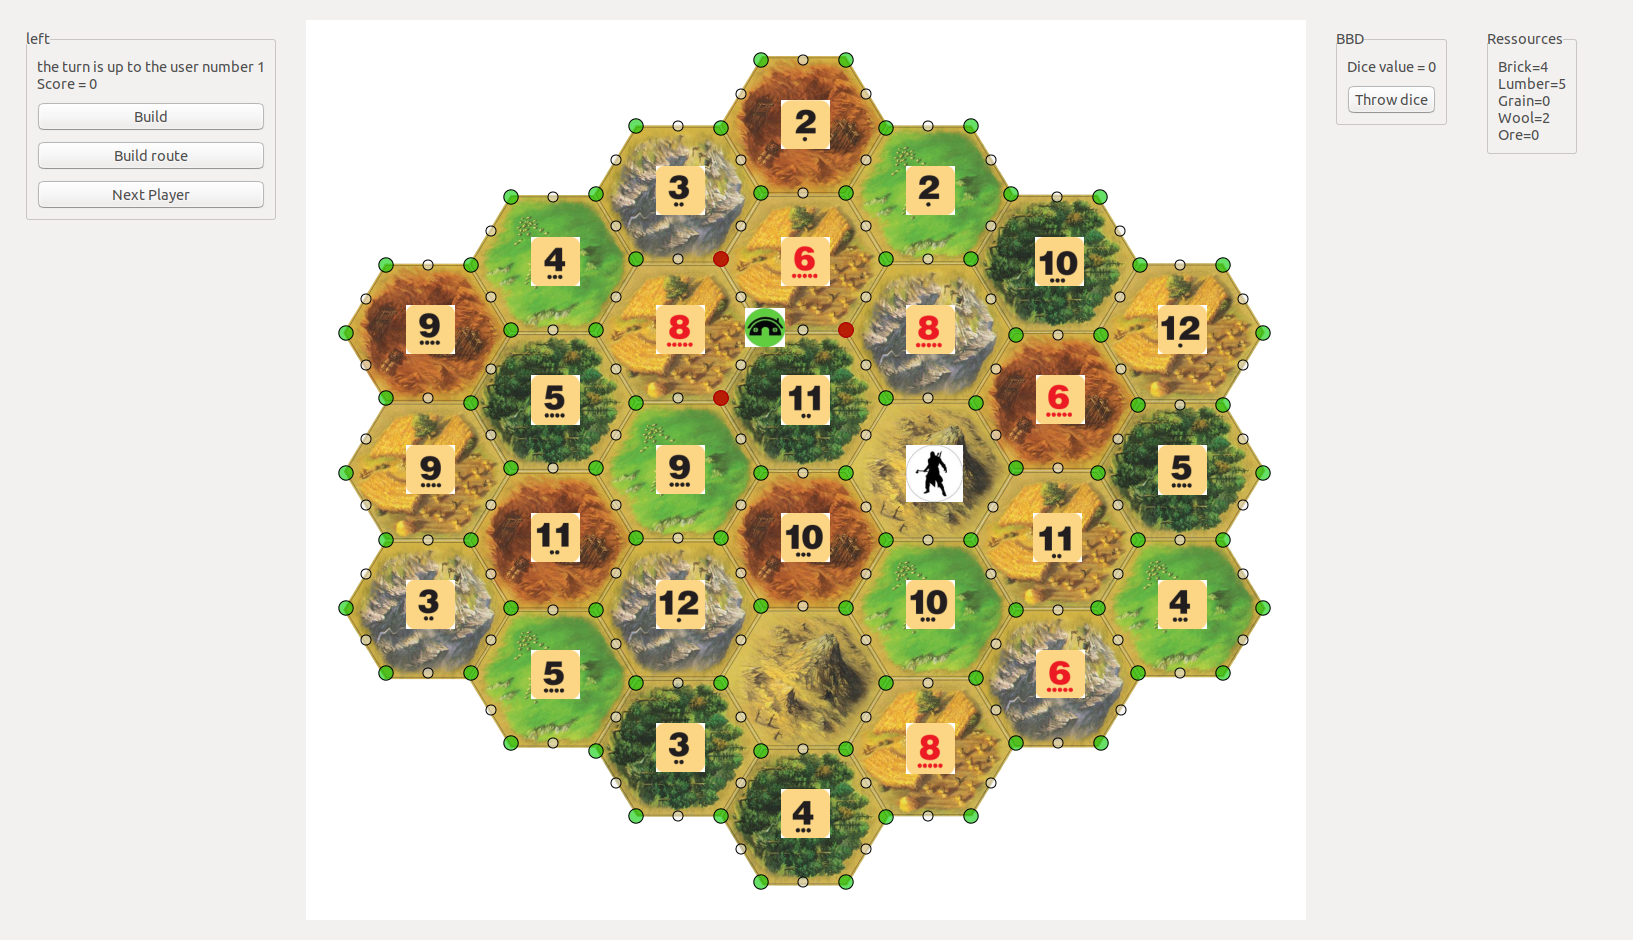 left
the turn is up to the user number 1
Score = 0
Build
Build route
Next Player
BBD
Dice value = 0
Throw dice
Ressources
Brick=4
Lumber=5
Grain=0
Wool=2
Ore=0
2
3
2
4
6
10
9
8
8
12
5
11
6
9
9
5
11
10
11
3
12
10
4
5
6
3
8
4